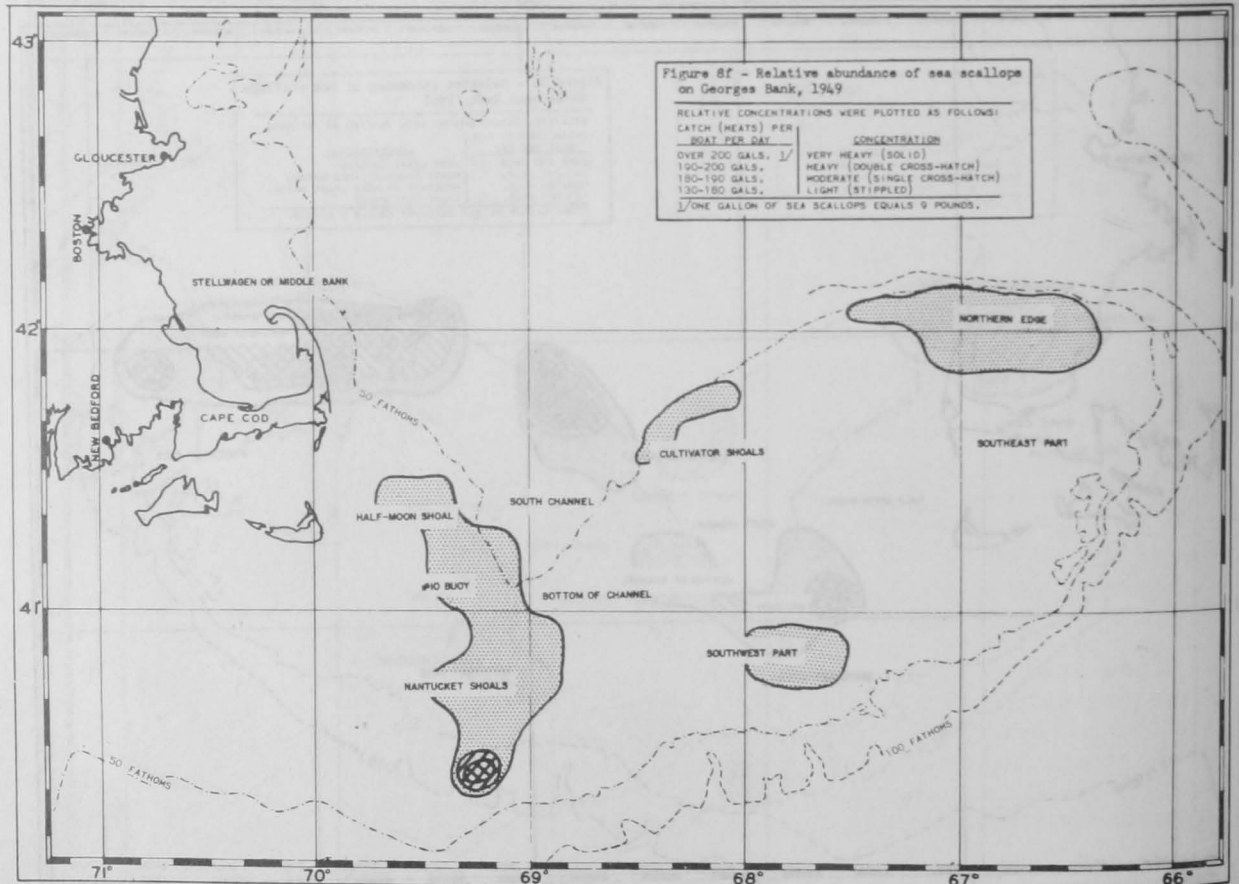 Figure 8f - Relative abundance of sea scallops
on Georges Bank, 1949
RELATIVE CONCENTRATIONS WERE PLOTTED AS FOLLOWS:
CATCH (MEATS) PER
BOAT PER DAY CONCENTRATION
OVER 200 GALS. 1/ VERY HEAVY (SOLID)
190-200 GALS. HEAVY (DOUBLE CROSS-HATCH)
180-190 GALS. MODERATE (SINGLE CROSS-HATCH)
130-180 GALS. LIGHT (STIPPLED)
1/ONE GALLON OF SEA SCALLOPS EQUALS 9 POUNDS.
43°
GLOUCESTER
BOSTON
STELLWAGEN OR MIDDLE BANK
42°
NORTHERN EDGE
NEW BEDFORD
CAPE COD
50 FATHOMS
SOUTHEAST PART
CULTIVATOR SHOALS
SOUTH CHANNEL
HALF-MOON SHOAL
#10 BUOY
BOTTOM OF CHANNEL
41°
SOUTHWEST PART
NANTUCKET SHOALS
100 FATHOMS
50 FATHOMS
71° 70° 69° 68° 67° 66°